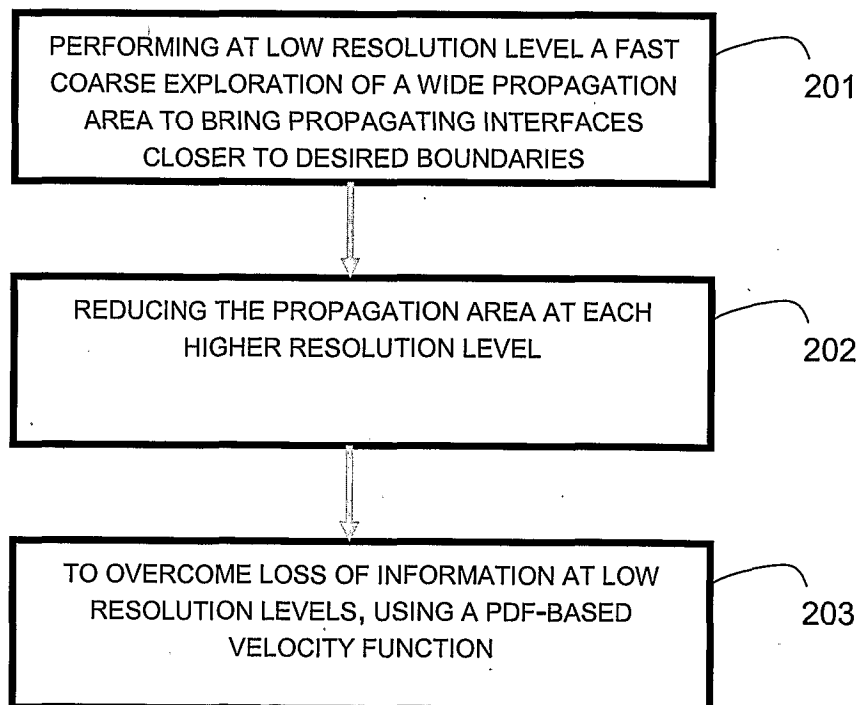 PERFORMING AT LOW RESOLUTION LEVEL A FAST
COARSE EXPLORATION OF A WIDE PROPAGATION
AREA TO BRING PROPAGATING INTERFACES
CLOSER TO DESIRED BOUNDARIES
201
REDUCING THE PROPAGATION AREA AT EACH
HIGHER RESOLUTION LEVEL
202
TO OVERCOME LOSS OF INFORMATION AT LOW
RESOLUTION LEVELS, USING A PDF-BASED
VELOCITY FUNCTION
203